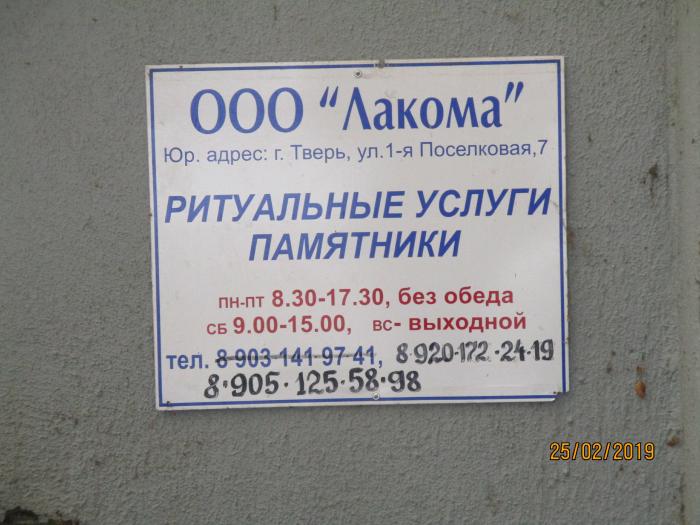 ООО "Лакома"
Юр. адрес: г. Тверь, ул.1-я Поселковая,7
РИТУАЛЬНЫЕ УСЛУГИ
ПАМЯТНИКИ
пн-пт 8.30-17.30, без обеда
сб 9.00-15.00, вс- выходной
тел. 8 903 141 97 41, 8-920-172-24-19
8-905-125-58-98
25/02/2019